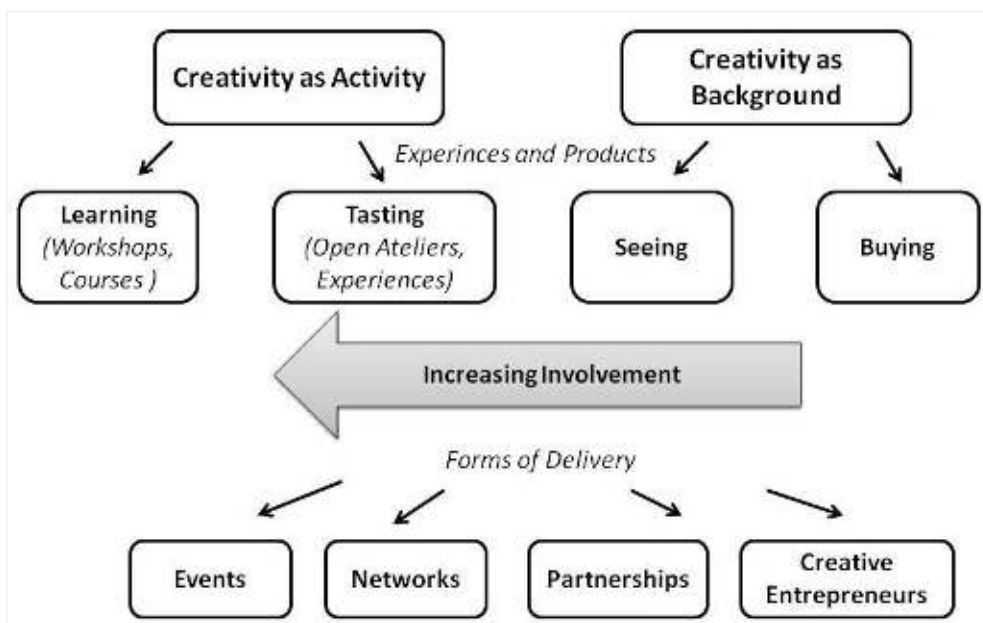 Creativity as Activity
Creativity as
Background
Experinces and Products
Learning
(Workshops,
Courses )
Tasting
(Open Ateliers,
Experiences)
Seeing
Buying
Increasing Involvement
Forms of Delivery
Events
Networks
Partnerships
Creative
Entrepreneurs